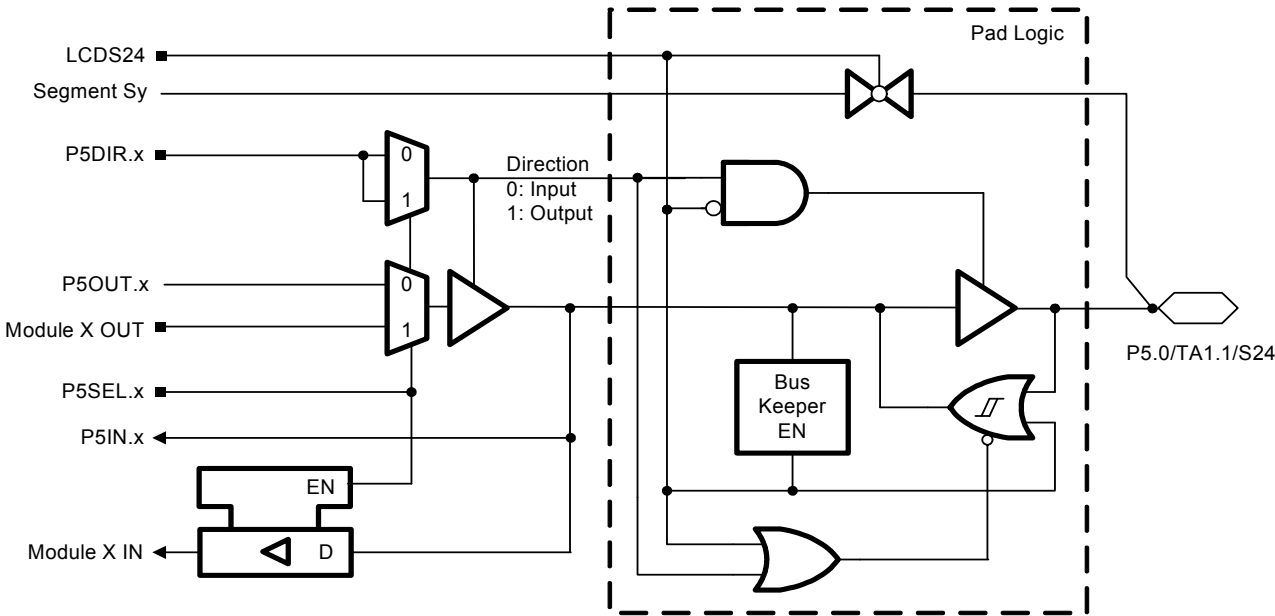 Pad Logic
LCDS24
Segment Sy
P5DIR.x
0
1
Direction
0: Input
1: Output
P5OUT.x
0
Module X OUT
1
P5.0/TA1.1/S24
P5SEL.x
Bus
Keeper
EN
P5IN.x
EN
Module X IN
D